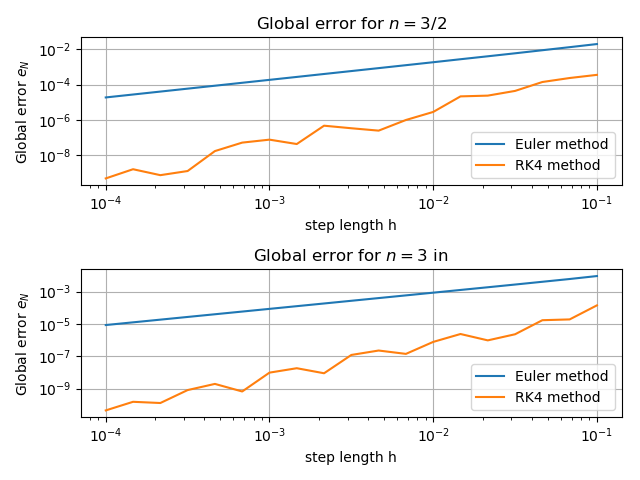 Global error for n = 3/2
Global error e_N
10⁻²
10⁻⁴
10⁻⁶
10⁻⁸
Euler method
RK4 method
10⁻⁴ 10⁻³ 10⁻² 10⁻¹
step length h
Global error for n = 3 in
Global error e_N
10⁻³
10⁻⁵
10⁻⁷
10⁻⁹
Euler method
RK4 method
10⁻⁴ 10⁻³ 10⁻² 10⁻¹
step length h